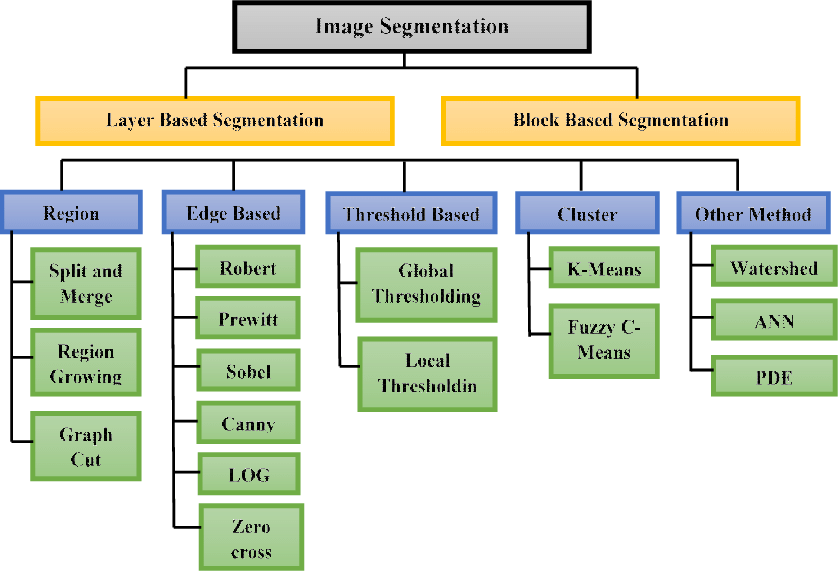 Image Segmentation
Layer Based Segmentation
Block Based Segmentation
Region
Edge Based
Threshold Based
Cluster
Other Method
Split and
Merge
Region
Growing
Graph
Cut
Robert
Prewitt
Sobel
Canny
LOG
Zero
cross
Global
Thresholding
Local
Thresholdin
K-Means
Fuzzy C-
Means
Watershed
ANN
PDE